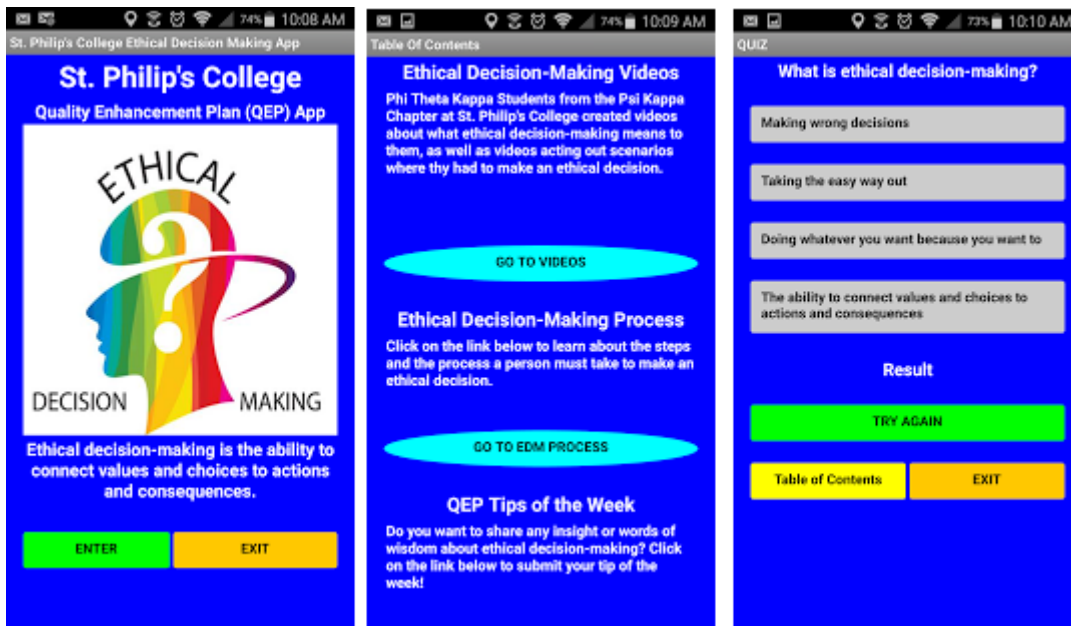 74% 10:08 AM
St. Philip's College Ethical Decision Making App
St. Philip's College
Quality Enhancement Plan (QEP) App
ETHICAL
DECISION MAKING
Ethical decision-making is the ability to
connect values and choices to actions
and consequences.
ENTER EXIT
74% 10:09 AM
Table Of Contents
Ethical Decision-Making Videos
Phi Theta Kappa Students from the Psi Kappa
Chapter at St. Philip's College created videos
about what ethical decision-making means to
them, as well as videos acting out scenarios
where thy had to make an ethical decision.
GO TO VIDEOS
Ethical Decision-Making Process
Click on the link below to learn about the steps
and the process a person must take to make an
ethical decision.
GO TO EDM PROCESS
QEP Tips of the Week
Do you want to share any insight or words of
wisdom about ethical decision-making? Click
on the link below to submit your tip of the
week!
73% 10:10 AM
QUIZ
What is ethical decision-making?
Making wrong decisions
Taking the easy way out
Doing whatever you want because you want to
The ability to connect values and choices to
actions and consequences
Result
TRY AGAIN
Table of Contents EXIT